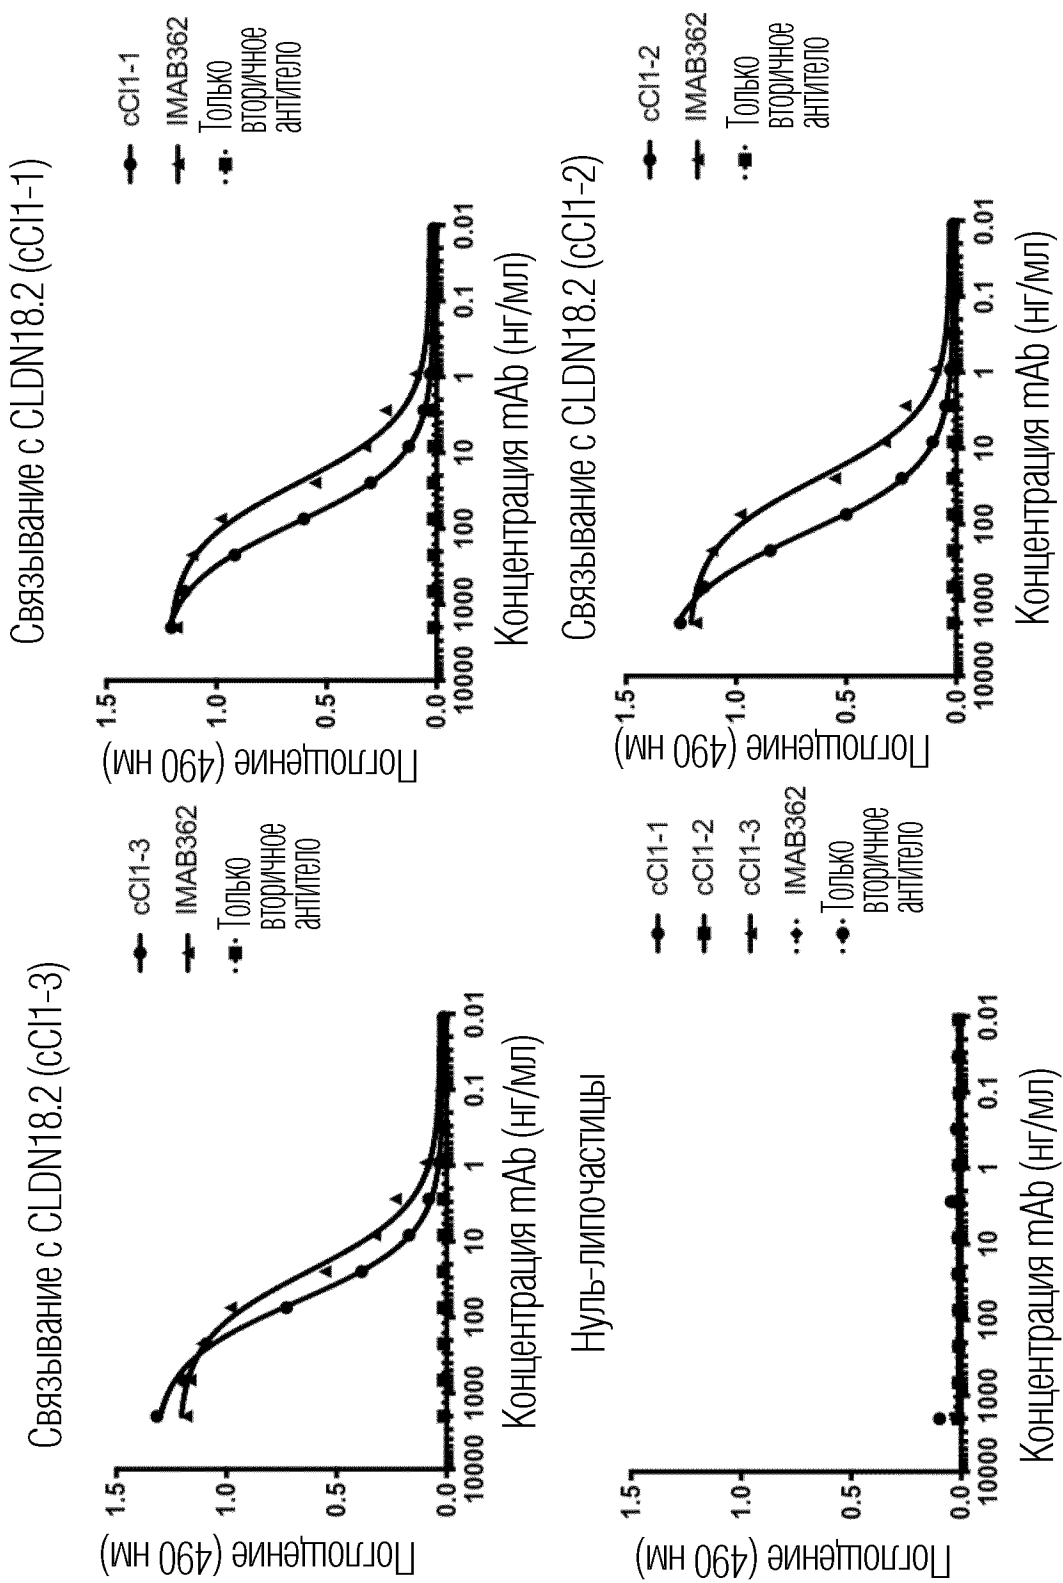 Связывание с CLDN18.2 (cCl1-3)
Поглощение (490 нм)
1.5
1.0
0.5
0.0
10000 1000 100 10 1 0.1 0.01
Концентрация mAb (нг/мл)
cCl1-3
IMAB362
Только
вторичное
антитело
Связывание с CLDN18.2 (cCl1-1)
Поглощение (490 нм)
1.5
1.0
0.5
0.0
10000 1000 100 10 1 0.1 0.01
Концентрация mAb (нг/мл)
cCl1-1
IMAB362
Только
вторичное
антитело
Нуль-липочастицы
Поглощение (490 нм)
1.5
1.0
0.5
0.0
10000 1000 100 10 1 0.1 0.01
Концентрация mAb (нг/мл)
cCl1-1
cCl1-2
cCl1-3
IMAB362
Только
вторичное
антитело
Связывание с CLDN18.2 (cCl1-2)
Поглощение (490 нм)
1.5
1.0
0.5
0.0
10000 1000 100 10 1 0.1 0.01
Концентрация mAb (нг/мл)
cCl1-2
IMAB362
Только
вторичное
антитело